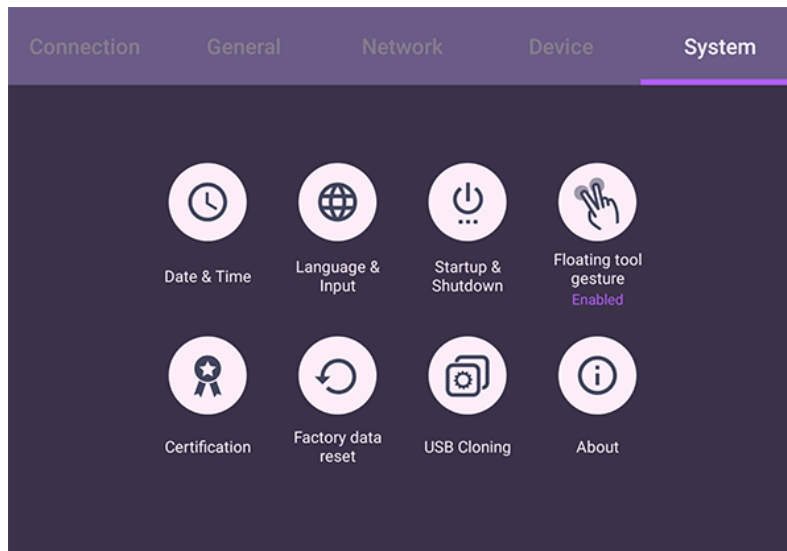 Connection General Network Device System
Date & Time
Language &
Input
Startup &
Shutdown
Floating tool
gesture
Enabled
Certification
Factory data
reset
USB Cloning
About